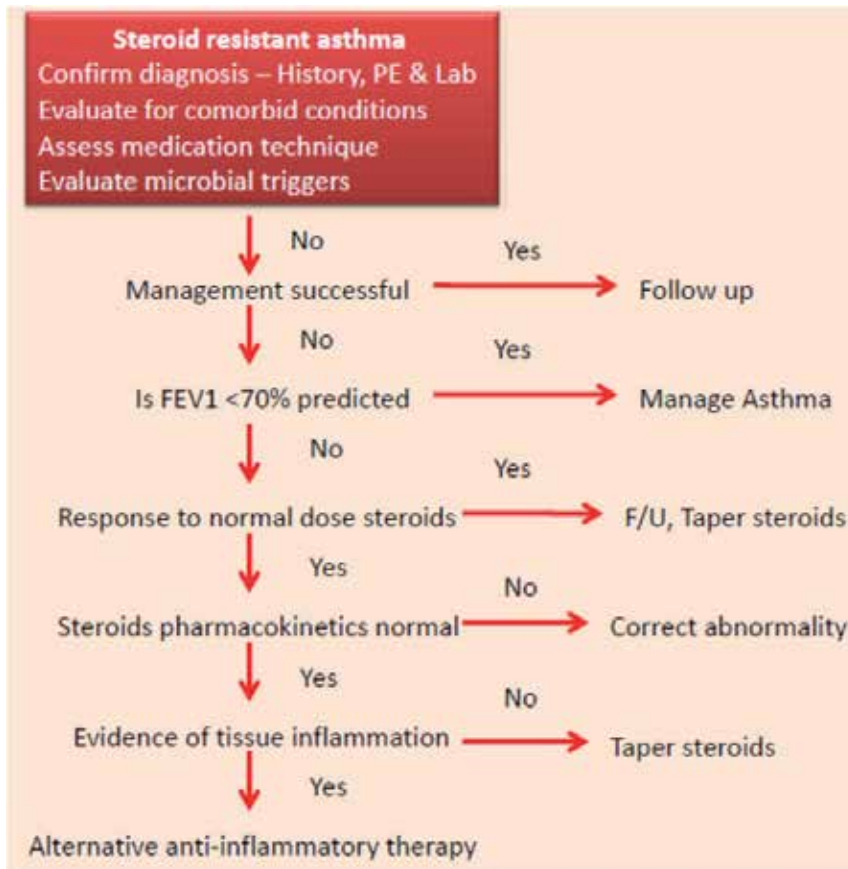 Steroid resistant asthma
Confirm diagnosis – History, PE & Lab
Evaluate for comorbid conditions
Assess medication technique
Evaluate microbial triggers
No
Yes
Management successful
Follow up
No
Yes
Is FEV1 <70% predicted
Manage Asthma
No
Yes
Response to normal dose steroids
F/U, Taper steroids
Yes
No
Steroids pharmacokinetics normal
Correct abnormality
Yes
No
Evidence of tissue inflammation
Taper steroids
Yes
Alternative anti-inflammatory therapy